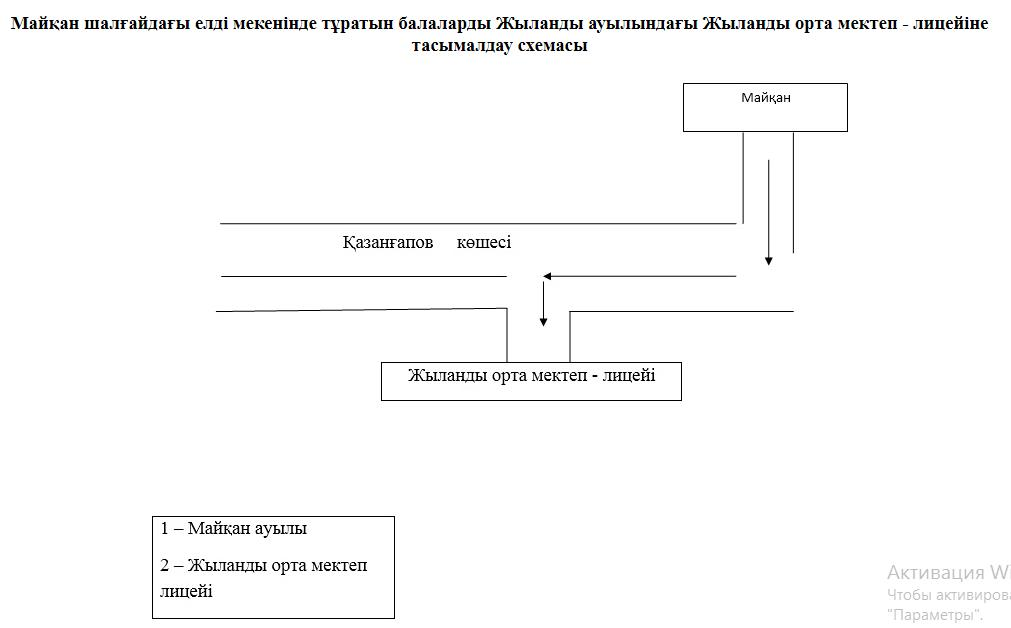 Майқан шалғайдағы елді мекенінде тұратын балаларды Жыланды ауылындағы Жыланды орта мектеп - лицейіне
тасымалдау схемасы
Майқан
Қазанғапов көшесі
Жыланды орта мектеп - лицейі
1 – Майқан ауылы
2 – Жыланды орта мектеп
лицейі
Активация Wi
Чтобы активирова
"Параметры".